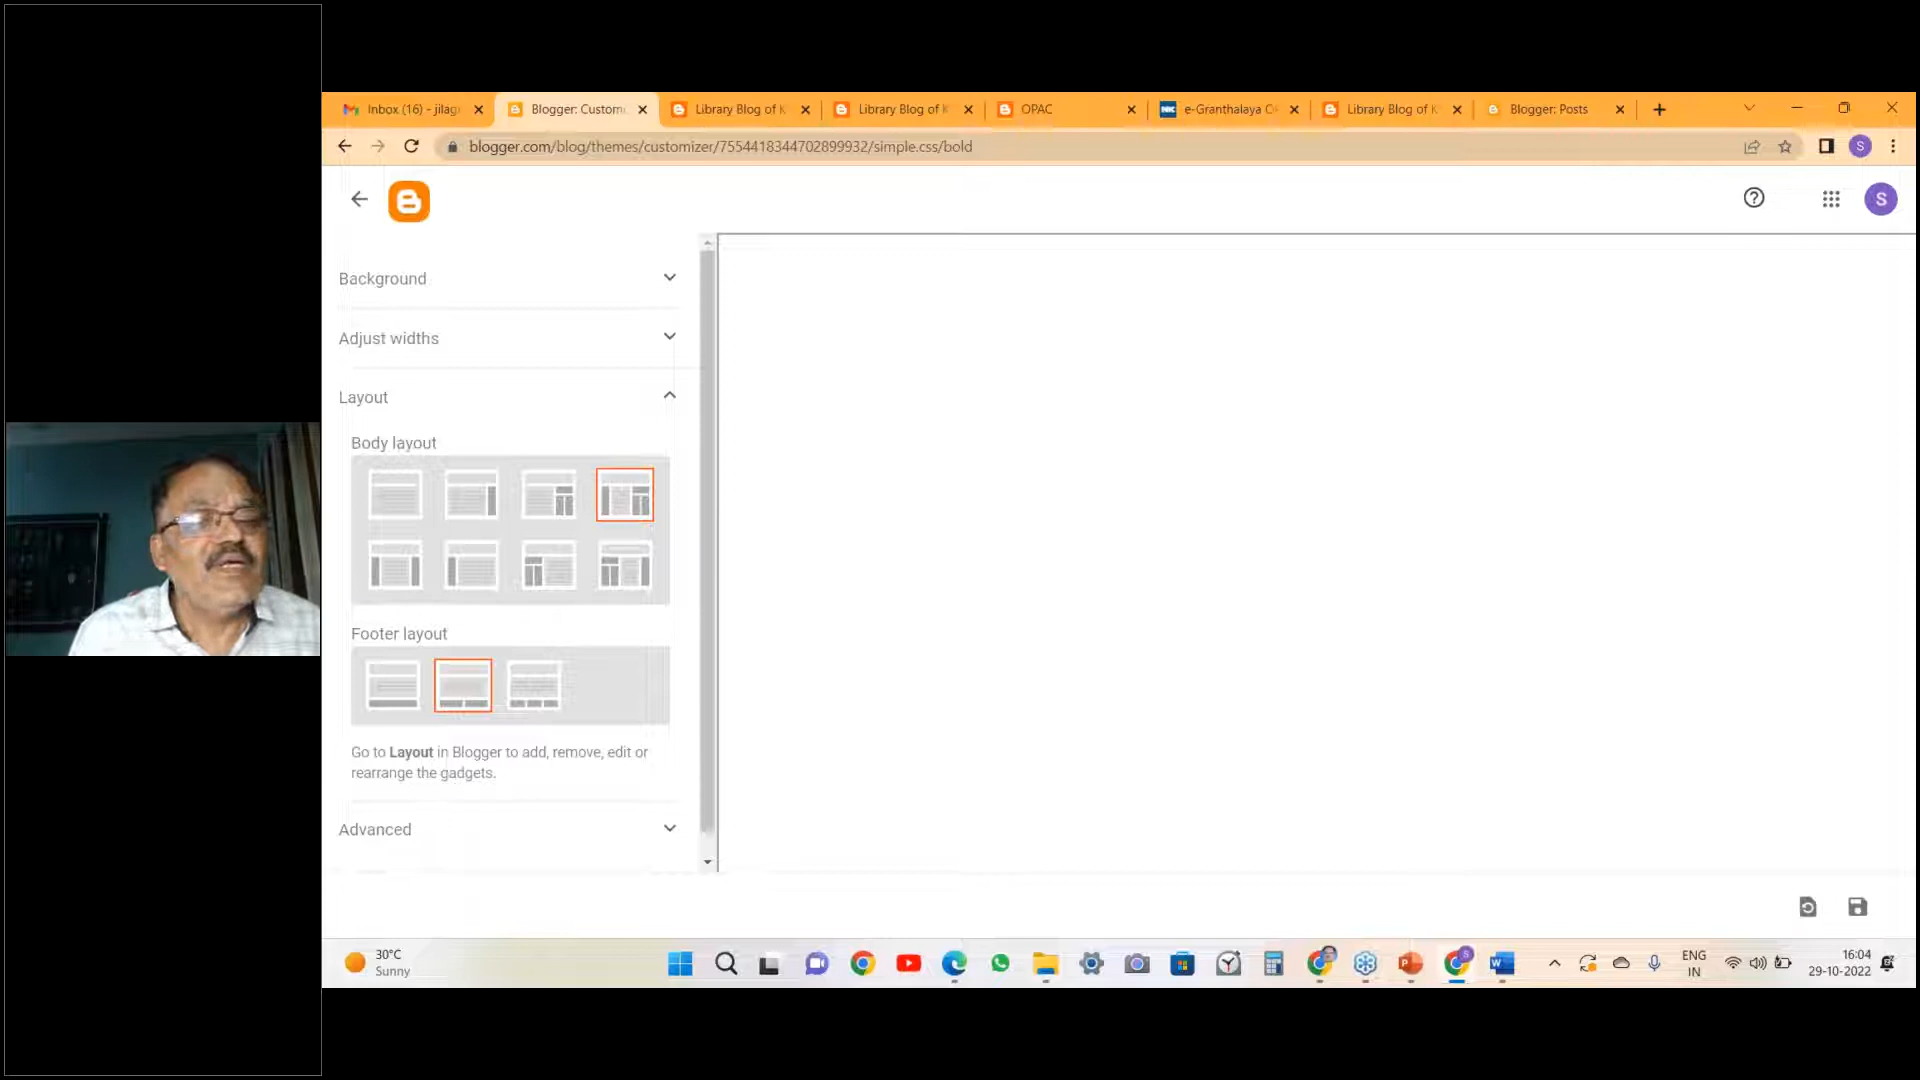 Inbox (16) - jilag
Blogger: Custom
Library Blog of K
Library Blog of K
OPAC
e-Granthalaya O
Library Blog of K
Blogger: Posts
blogger.com/blog/themes/customizer/7554418344702899932/simple.css/bold
S
S
Background
Adjust widths
Layout
Body layout
Footer layout
Go to Layout in Blogger to add, remove, edit or
rearrange the gadgets.
Advanced
30°C
Sunny
ENG
IN
16:04
29-10-2022